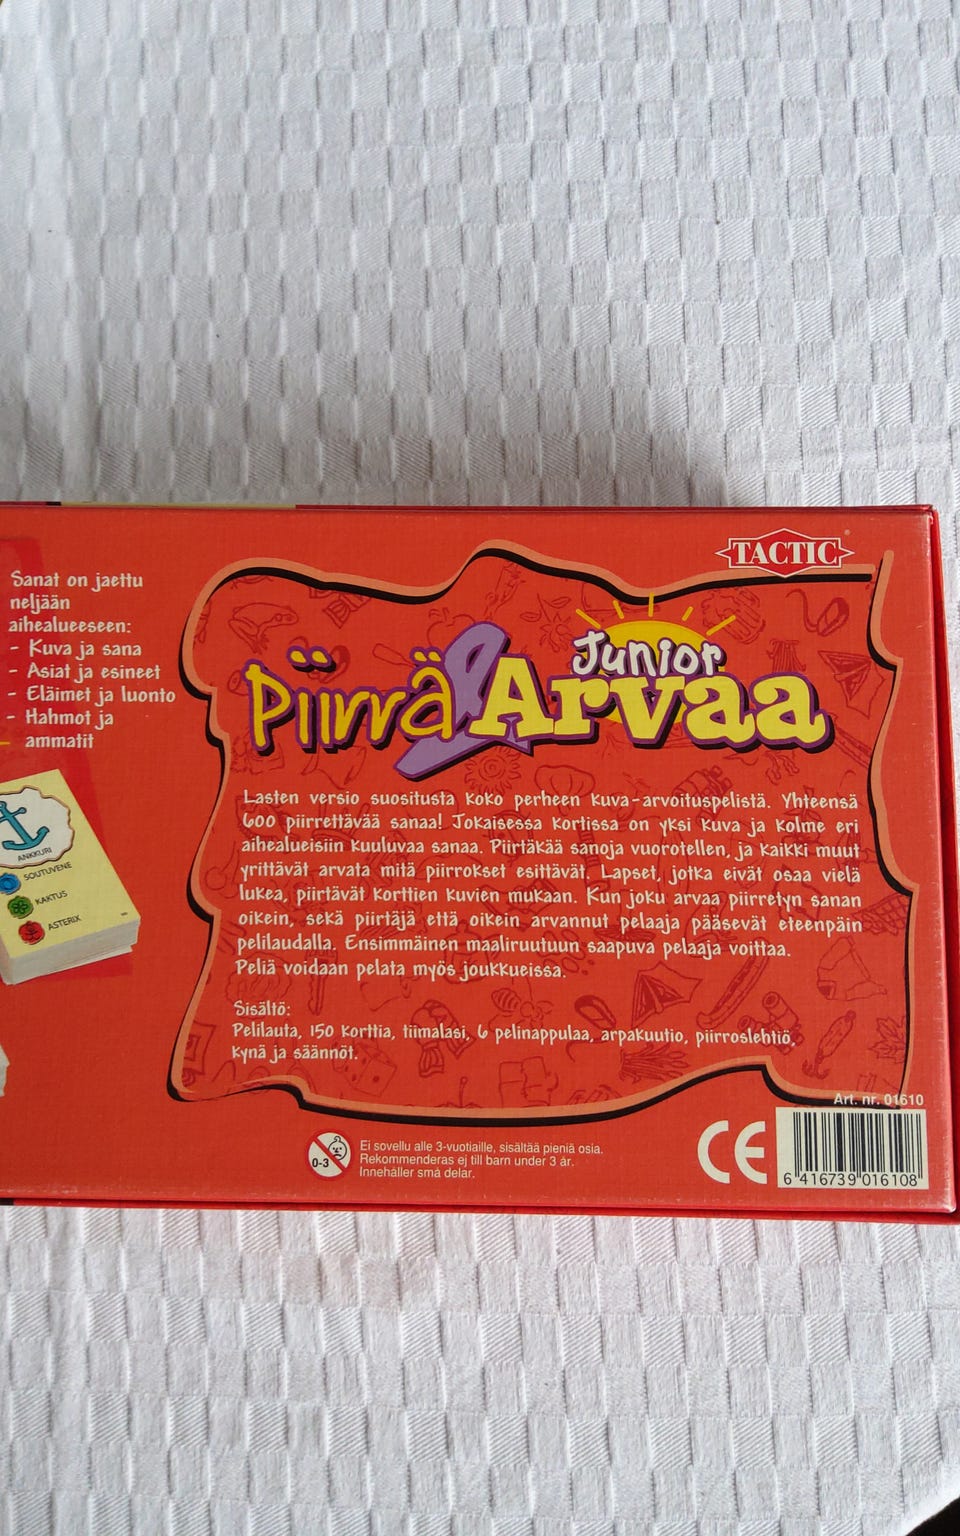 Sanat on jaettu
neljään
aihealueeseen:
- Kuva ja sana
- Asiat ja esineet
- Eläimet ja luonto
- Hahmot ja
ammatit
ANKKURI
SOUTUVENE
KAKTUS
ASTERIX
TACTIC®
Junior
Piirrä & Arvaa
Lasten versio suositusta koko perheen kuva-arvoituspelistä. Yhteensä
600 piirrettävää sanaa! Jokaisessa kortissa on yksi kuva ja kolme eri
aihealueisiin kuuluvaa sanaa. Piirtäkää sanoja vuorotellen, ja kaikki muut
yrittävät arvata mitä piirrokset esittävät. Lapset, jotka eivät osaa vielä
lukea, piirtävät korttien kuvien mukaan. Kun joku arvaa piirretyn sanan
oikein, sekä piirtäjä että oikein arvannut pelaaja pääsevät eteenpäin
pelilaudalla. Ensimmäinen maaliruutuun saapuva pelaaja voittaa.
Peliä voidaan pelata myös joukkueissa.
Sisältö:
Pelilauta, 150 korttia, tiimalasi, 6 pelinappulaa, arpakuutio, piirroslehtiö,
kynä ja säännöt.
0-3
Ei sovellu alle 3-vuotiaille, sisältää pieniä osia.
Rekommenderas ej till barn under 3 år.
Innehåller små delar.
CE
Art. nr. 01610
6 416739 016108